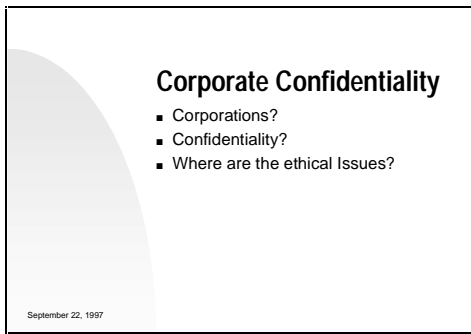 Corporate Confidentiality
■ Corporations?
■ Confidentiality?
■ Where are the ethical Issues?
September 22, 1997